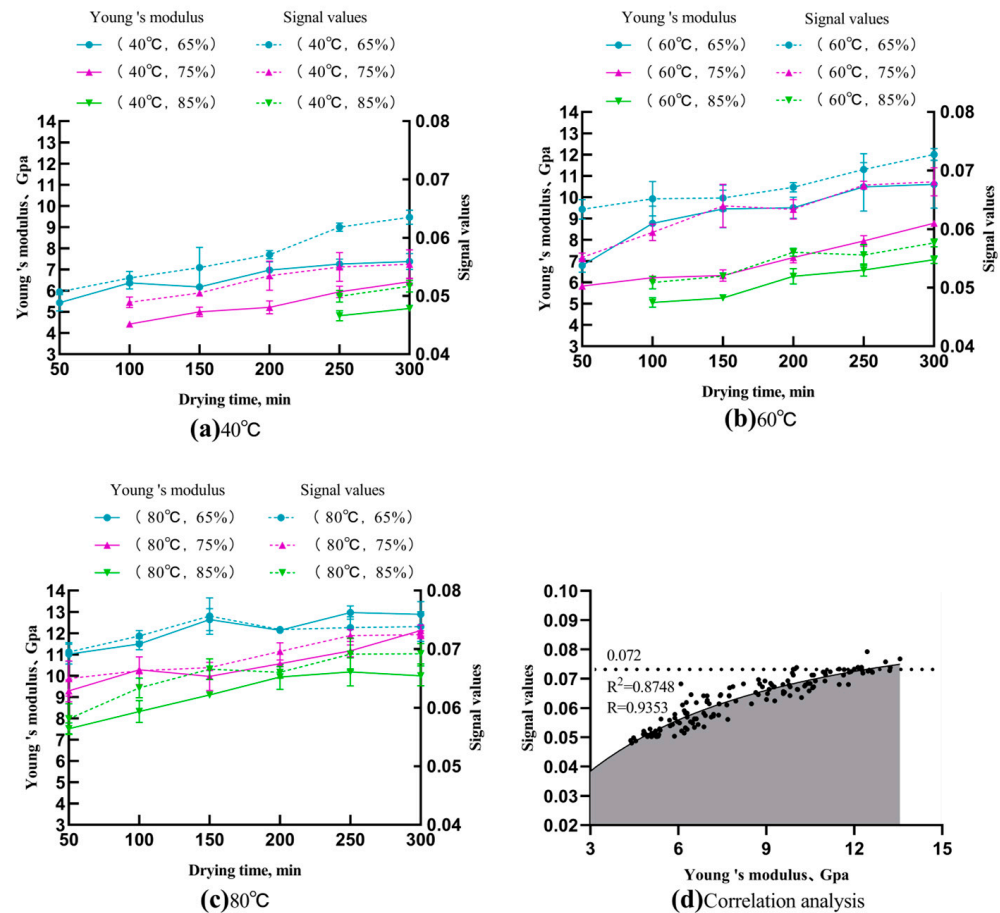 Young 's modulus Signal values
( 40℃, 65%) ( 40℃, 65%)
( 40℃, 75%) ( 40℃, 75%)
( 40℃, 85%) ( 40℃, 85%)
Young 's modulus、Gpa
14
13
12
11
10
9
8
7
6
5
4
3
0.08
0.07
0.06
0.05
0.04
Signal values
50 100 150 200 250 300
Drying time, min
(a)40℃
Young 's modulus Signal values
( 60℃, 65%) ( 60℃, 65%)
( 60℃, 75%) ( 60℃, 75%)
( 60℃, 85%) ( 60℃, 85%)
Young 's modulus、Gpa
14
13
12
11
10
9
8
7
6
5
4
3
0.08
0.07
0.06
0.05
0.04
Signal values
50 100 150 200 250 300
Drying time, min
(b)60℃
Young 's modulus Signal values
( 80℃, 65%) ( 80℃, 65%)
( 80℃, 75%) ( 80℃, 75%)
( 80℃, 85%) ( 80℃, 85%)
Young 's modulus、Gpa
14
13
12
11
10
9
8
7
6
5
4
3
0.08
0.07
0.06
0.05
0.04
Signal values
50 100 150 200 250 300
Drying time, min
(c)80℃
Signal values
0.10
0.09
0.08
0.07
0.06
0.05
0.04
0.03
0.02
0.072
R²=0.8748
R=0.9353
3 6 9 12 15
Young 's modulus、Gpa
(d)Correlation analysis